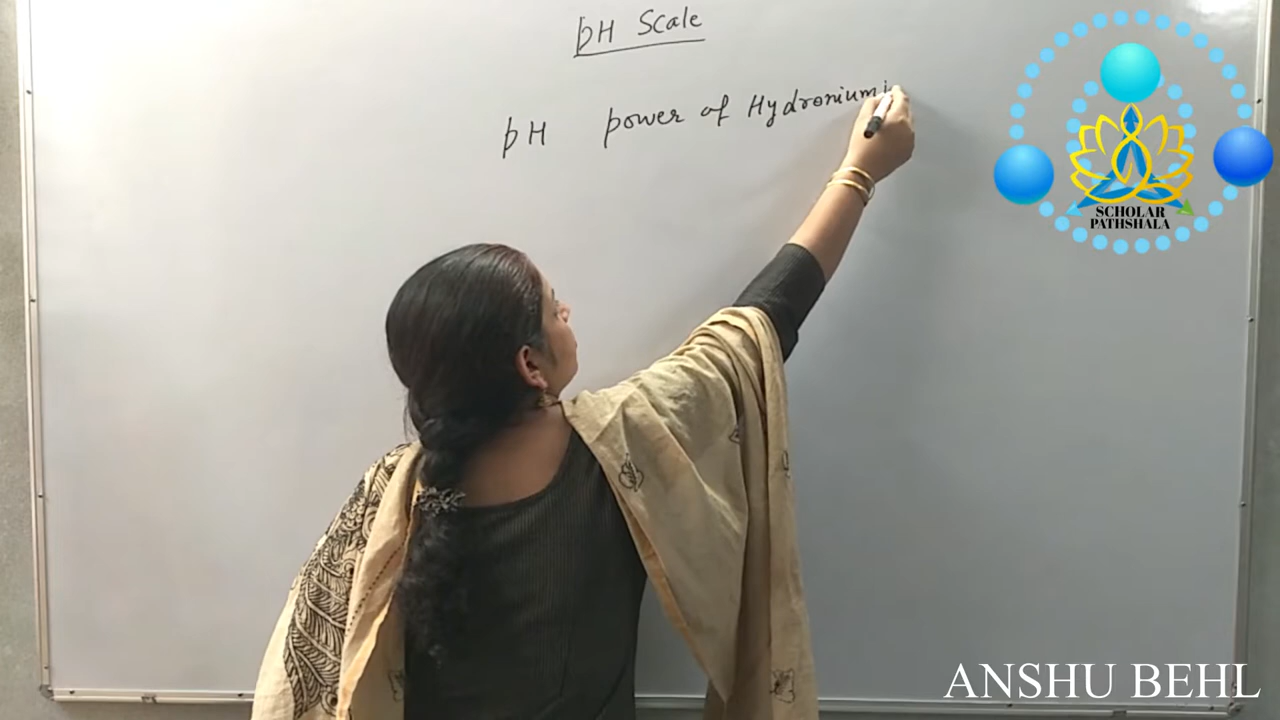 pH Scale
pH power of Hydronium i
SCHOLAR
PATHSHALA
ANSHU BEHL